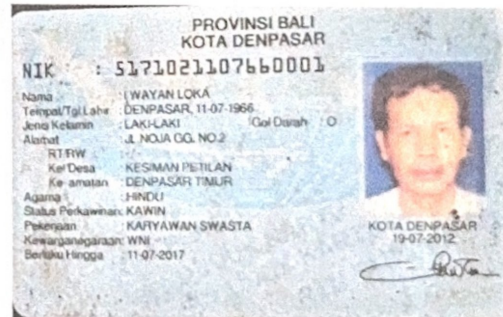 PROVINSI BALI
KOTA DENPASAR
NIK : 5171021107660001
Nama : I WAYAN LOKA
Tempat/Tgl Lahir : DENPASAR, 11-07-1966
Jenis Kelamin : LAKI-LAKI Gol Darah : O
Alamat : JL NOJA GG. NO.2
RT/RW : -/-
Kel/Desa : KESIMAN PETILAN
Kecamatan : DENPASAR TIMUR
Agama : HINDU
Status Perkawinan: KAWIN
Pekerjaan : KARYAWAN SWASTA
Kewarganegaraan: WNI
Berlaku Hingga : 11-07-2017
KOTA DENPASAR
19-07-2012